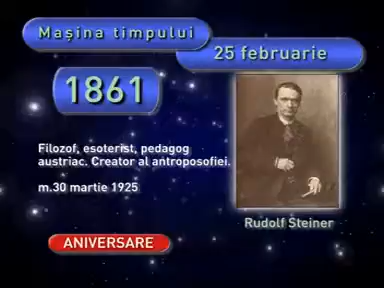 Mașina timpului
25 februarie
1861
Filozof, esoterist, pedagog
austriac. Creator al antroposofiei.
m.30 martie 1925
Rudolf Steiner
ANIVERSARE